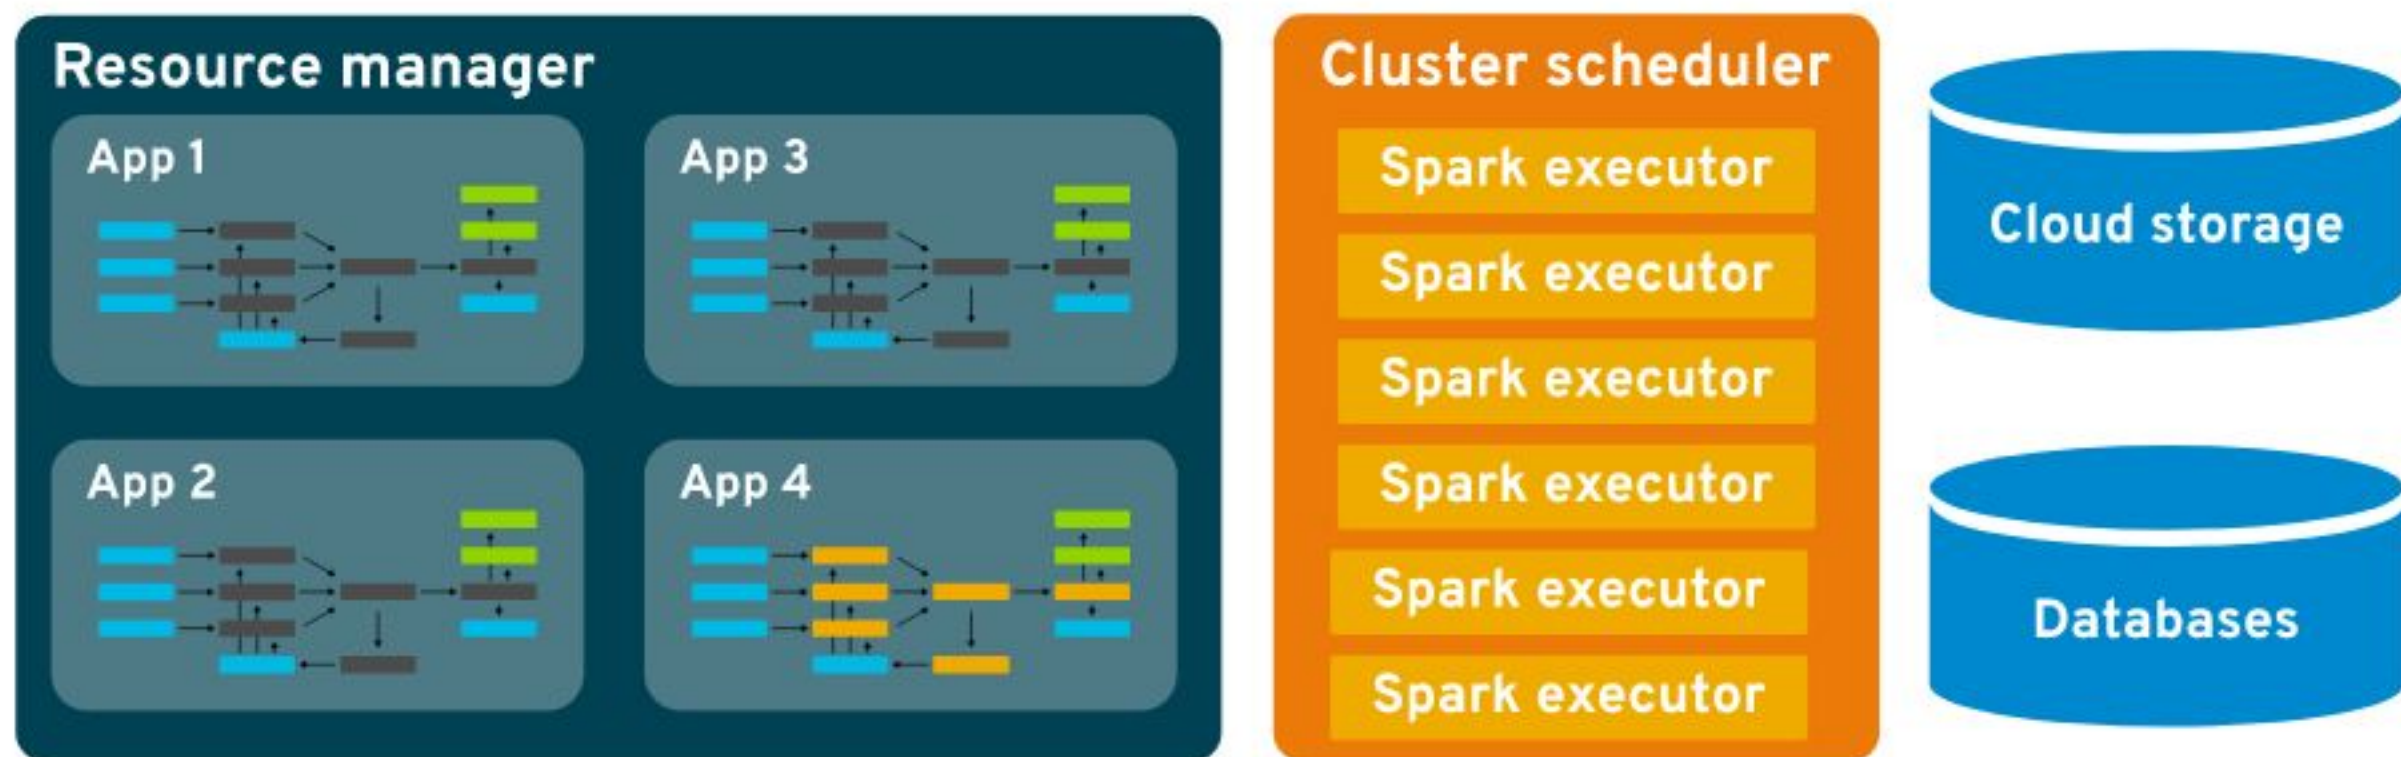 Resource manager
App 1
App 3
App 2
App 4
Cluster scheduler
Spark executor
Spark executor
Spark executor
Spark executor
Spark executor
Spark executor
Cloud storage
Databases